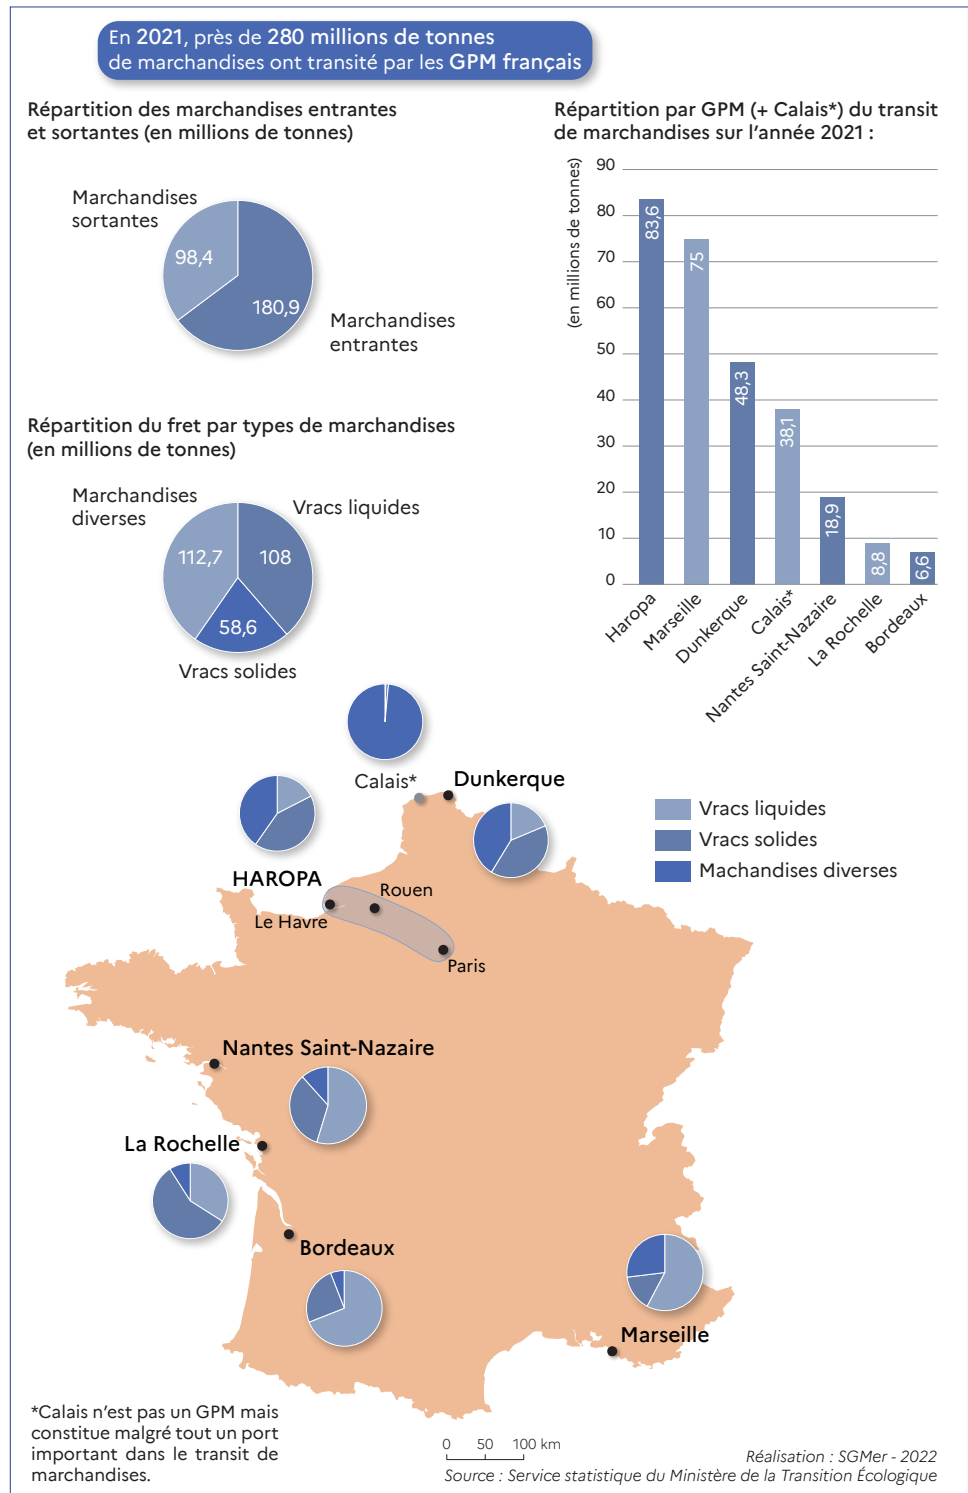 En 2021, près de 280 millions de tonnes
de marchandises ont transité par les GPM français
Répartition des marchandises entrantes
et sortantes (en millions de tonnes)
Marchandises
sortantes
98,4
180,9
Marchandises
entrantes
Répartition du fret par types de marchandises
(en millions de tonnes)
Marchandises
diverses
Vracs liquides
112,7
108
58,6
Vracs solides
Répartition par GPM (+ Calais*) du transit
de marchandises sur l'année 2021 :
(en millions de tonnes)
90
80
70
60
50
40
30
20
10
0
83,6
75
48,3
38,1
18,9
8,8
6,6
Haropa
Marseille
Dunkerque
Calais*
Nantes Saint-Nazaire
La Rochelle
Bordeaux
Calais*
Dunkerque
Vracs liquides
Vracs solides
Machandises diverses
HAROPA
Rouen
Le Havre
Paris
Nantes Saint-Nazaire
La Rochelle
Bordeaux
Marseille
*Calais n'est pas un GPM mais
constitue malgré tout un port
important dans le transit de
marchandises.
0 50 100 km
Réalisation : SGMer - 2022
Source : Service statistique du Ministère de la Transition Écologique